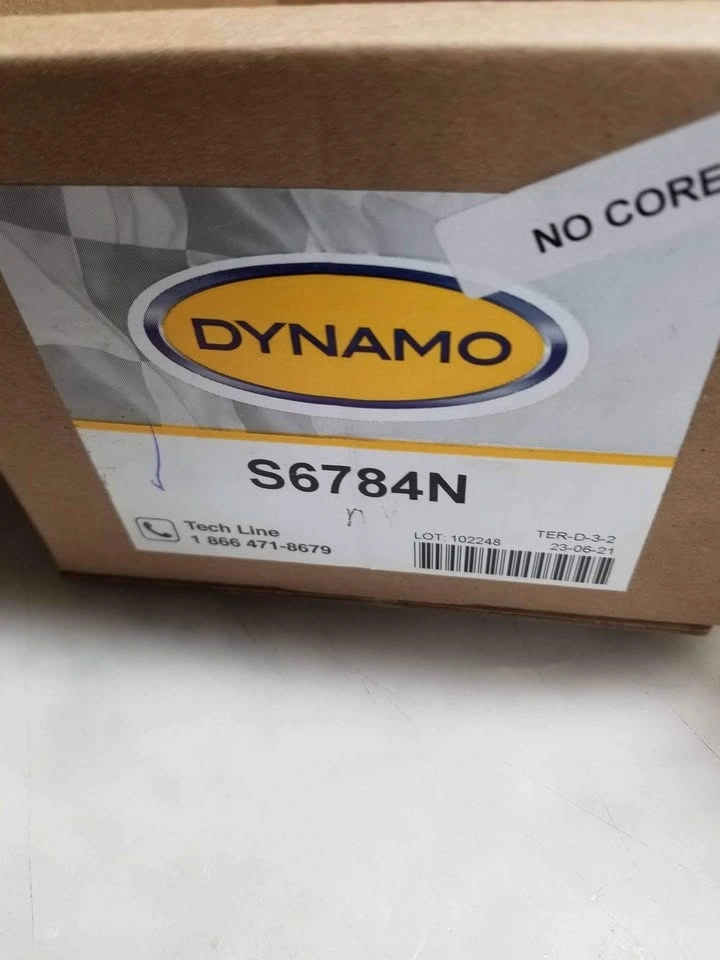 NO CORE
DYNAMO
S6784N
Tech Line
1 866 471-8679
LOT: 102248
TER-D-3-2
23-06-21